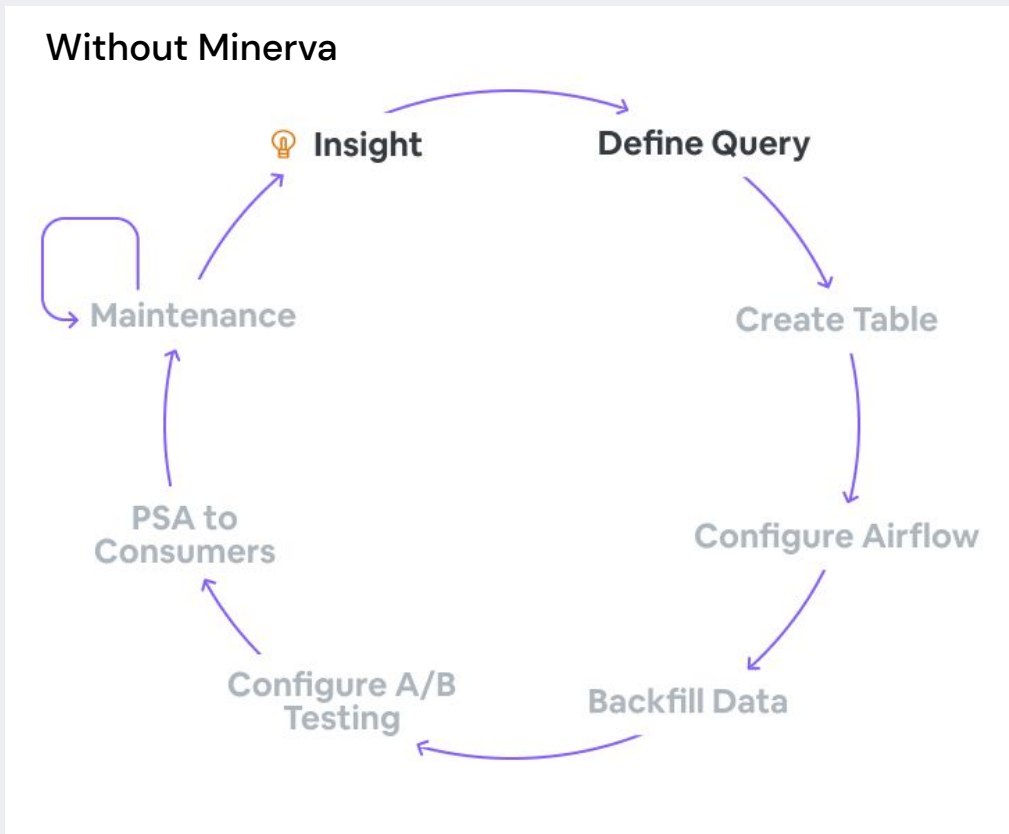 Without Minerva
Insight
Define Query
Maintenance
Create Table
PSA to
Consumers
Configure Airflow
Configure A/B
Testing
Backfill Data